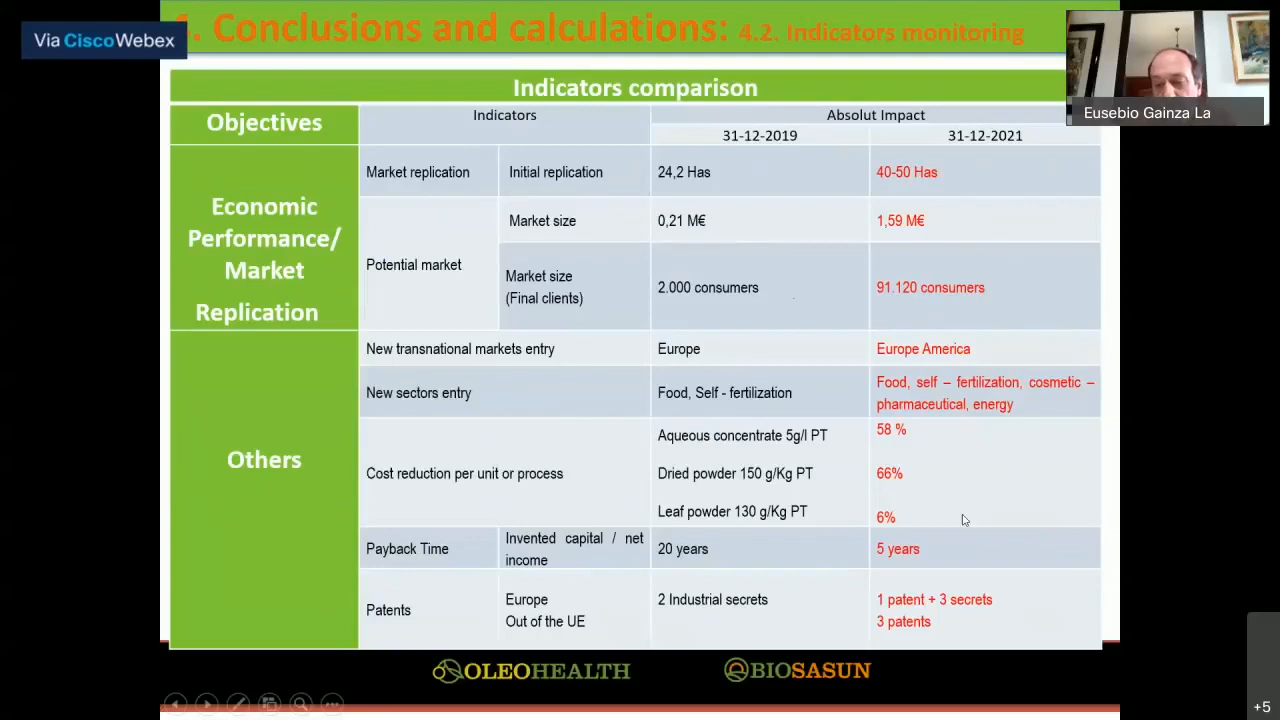 Via CiscoWebex
. Conclusions and calculations: 4.2. Indicators monitoring
Eusebio Gainza La
Indicators comparison
Objectives
Indicators
Absolut Impact
31-12-2019
31-12-2021
Economic
Performance/
Market
Replication
Market replication
Initial replication
24,2 Has
40-50 Has
Potential market
Market size
0,21 M€
1,59 M€
Market size
(Final clients)
2.000 consumers
91.120 consumers
Others
New transnational markets entry
Europe
Europe America
New sectors entry
Food, Self - fertilization
Food, self – fertilization, cosmetic –
pharmaceutical, energy
Cost reduction per unit or process
Aqueous concentrate 5g/l PT
58 %
Dried powder 150 g/Kg PT
66%
Leaf powder 130 g/Kg PT
6%
Payback Time
Invented capital / net
income
20 years
5 years
Patents
Europe
Out of the UE
2 Industrial secrets
1 patent + 3 secrets
3 patents
OLEOHEALTH
BIOSASUN
+5